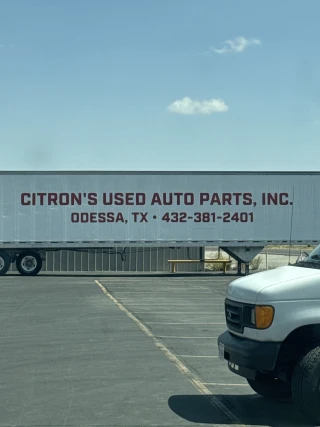 CITRON'S USED AUTO PARTS, INC.
ODESSA, TX • 432-381-2401